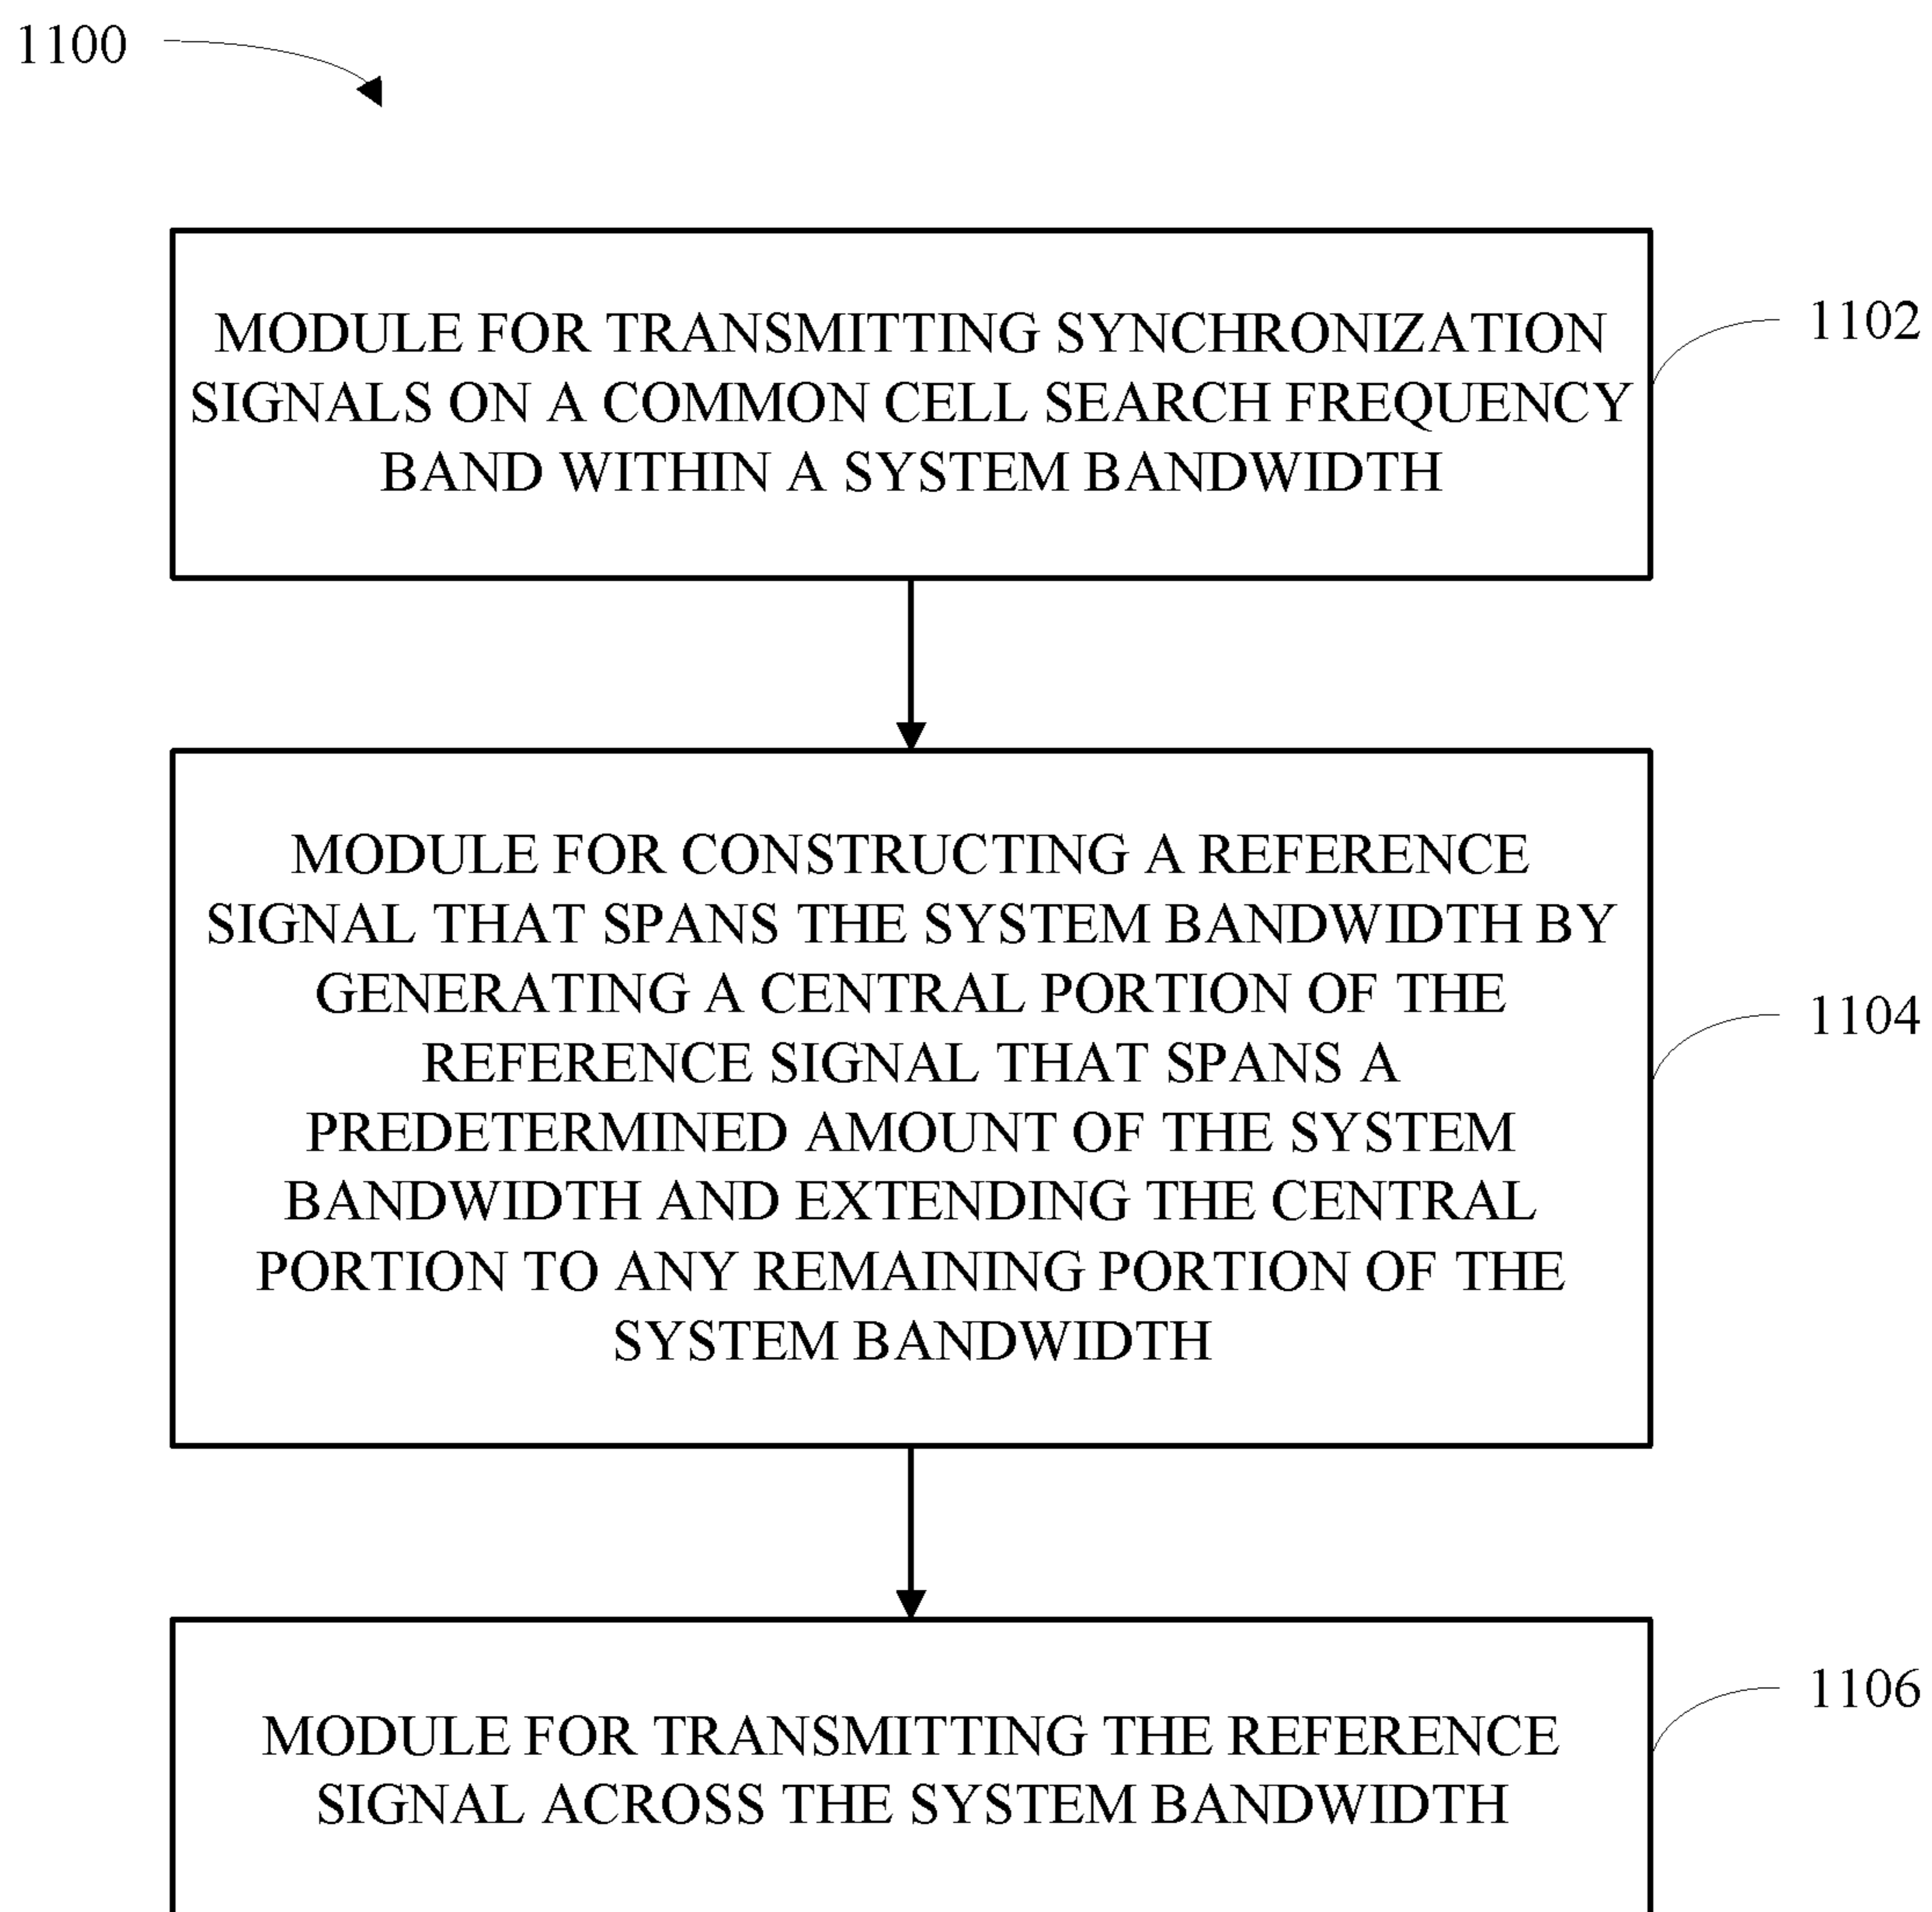 1100
MODULE FOR TRANSMITTING SYNCHRONIZATION
SIGNALS ON A COMMON CELL SEARCH FREQUENCY
BAND WITHIN A SYSTEM BANDWIDTH
1102
MODULE FOR CONSTRUCTING A REFERENCE
SIGNAL THAT SPANS THE SYSTEM BANDWIDTH BY
GENERATING A CENTRAL PORTION OF THE
REFERENCE SIGNAL THAT SPANS A
PREDETERMINED AMOUNT OF THE SYSTEM
BANDWIDTH AND EXTENDING THE CENTRAL
PORTION TO ANY REMAINING PORTION OF THE
SYSTEM BANDWIDTH
1104
MODULE FOR TRANSMITTING THE REFERENCE
SIGNAL ACROSS THE SYSTEM BANDWIDTH
1106